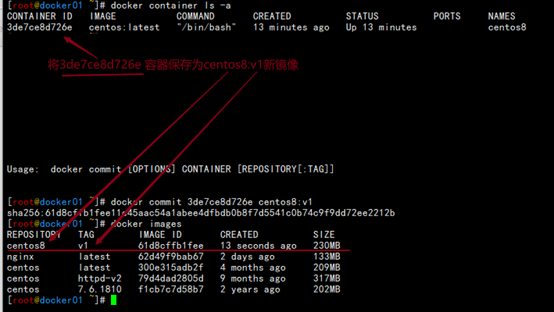 [root@docker01 ~]# docker container ls -a
CONTAINER ID IMAGE COMMAND CREATED STATUS PORTS NAMES
3de7ce8d726e centos:latest "/bin/bash" 13 minutes ago Up 13 minutes centos8
将3de7ce8d726e 容器保存为centos8:v1新镜像
Usage: docker commit [OPTIONS] CONTAINER [REPOSITORY[:TAG]]
[root@docker01 ~]# docker commit 3de7ce8d726e centos8:v1
[root@docker01 ~]# docker images
REPOSITORY TAG IMAGE ID CREATED SIZE
centos8 v1 61d8cffb1fee 13 seconds ago 230MB
nginx latest 62d49f9bab67 2 days ago 133MB
centos latest 300e315adb2f 4 months ago 209MB
centos httpd-v2 79d4dad2805d 9 months ago 317MB
centos 7.6.1810 f1cb7c7d58b7 2 years ago 202MB
[root@docker01 ~]#